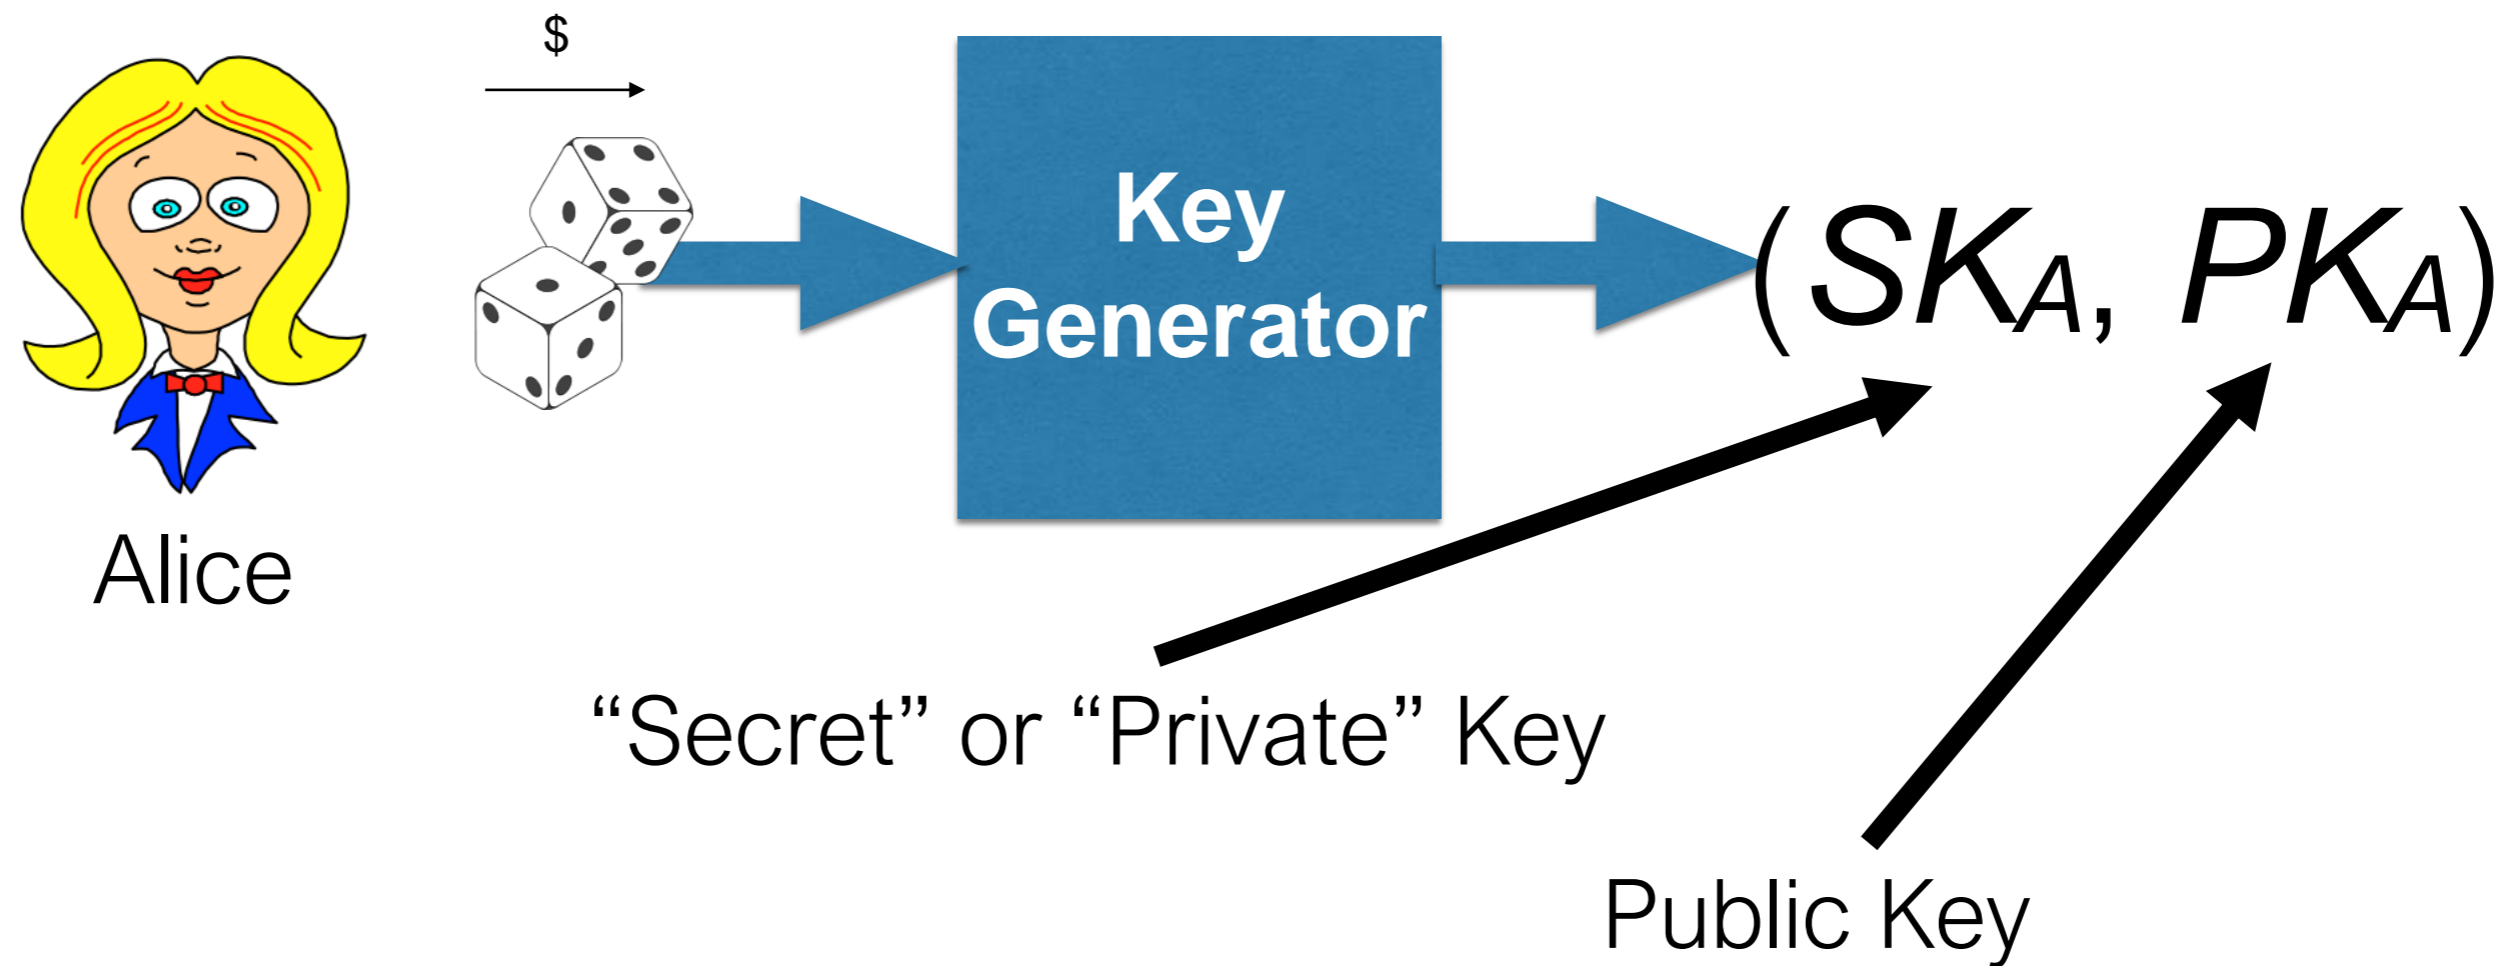 $
Key
Generator
(SKA, PKA)
Alice
“Secret” or “Private” Key
Public Key